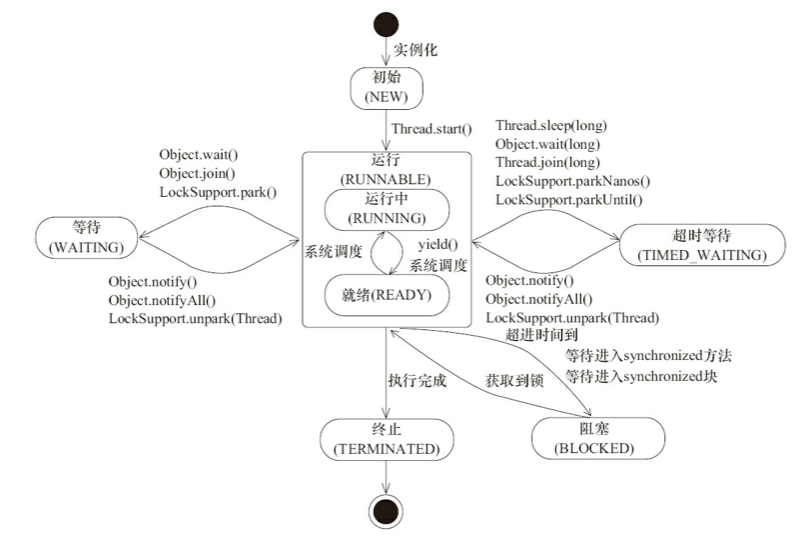 实例化
初始
(NEW)
Thread.start()
Thread.sleep(long)
Object.wait(long)
Thread.join(long)
LockSupport.parkNanos()
LockSupport.parkUntil()
Object.wait()
Object.join()
LockSupport.park()
运行
(RUNNABLE)
运行中
(RUNNING)
等待
(WAITING)
超时等待
(TIMED_WAITING)
系统调度
yield()
系统调度
就绪(READY)
Object.notify()
Object.notifyAll()
LockSupport.unpark(Thread)
Object.notify()
Object.notifyAll()
LockSupport.unpark(Thread)
超进时间到
等待进入synchronized方法
等待进入synchronized块
执行完成
获取到锁
终止
(TERMINATED)
阻塞
(BLOCKED)